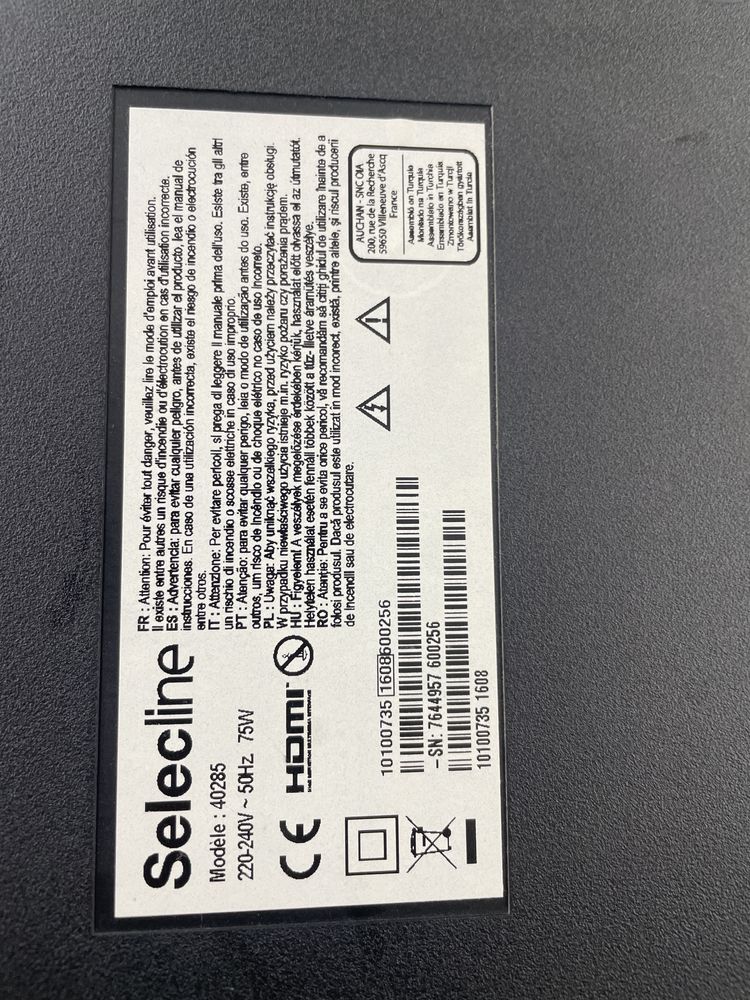 Selecline
Modèle : 40285
220-240V ~ 50Hz 75W
CE HDMI
HIGH DEFINITION MULTIMEDIA INTERFACE
10100735 1608 600256
-SN: 7644957 600256
10100735 1608
FR : Attention: Pour éviter tout danger, veuillez lire le mode d'emploi avant utilisation.
Il existe entre autres un risque d'incendie ou d'électrocution en cas d'utilisation incorrecte.
ES : Advertencia: para evitar cualquier peligro, antes de utilizar el producto, lea el manual de
instrucciones. En caso de una utilización incorrecta, existe el riesgo de incendio o electrocución
entre otros.
IT : Attenzione: Per evitare pericoli, si prega di leggere il manuale prima dell'uso. Esiste tra gli altri
un rischio di incendio o scosse elettriche in caso di uso improprio.
PT : Atenção: para evitar qualquer perigo, leia o modo de utilização antes do uso. Existe, entre
outros, um risco de incêndio ou de choque elétrico no caso de uso incorreto.
PL : Uwaga: Aby uniknąć wszelkiego ryzyka, przed użyciem należy przeczytać instrukcję obsługi.
W przypadku niewłaściwego użycia istnieje m.in. ryzyko pożaru czy porażenia prądem.
HU : Figyelem! A veszélyek megelőzése érdekében kérjük, használat előtt olvassa el az útmutatót.
Helytelen használat esetén fennáll többek között a tűz- illetve áramütés veszélye.
RO : Atenție: Pentru a se evita orice pericol, vă recomandăm să citiți ghidul de utilizare înainte de a
folosi produsul. Dacă produsul este utilizat in mod incorect, există, printre altele, și riscul producerii
de incendii sau de electrocutare.
AUCHAN - SNC OIA
200, rue de la Recherche
59650 Villeneuve d'Ascq
France
Assemblé en Turquie
Montado na Turquia
Assemblato in Turchia
Ensamblado en Turquía
Zmontowano w Turcji
Törökországban gyártott
Asamblat în Turcia